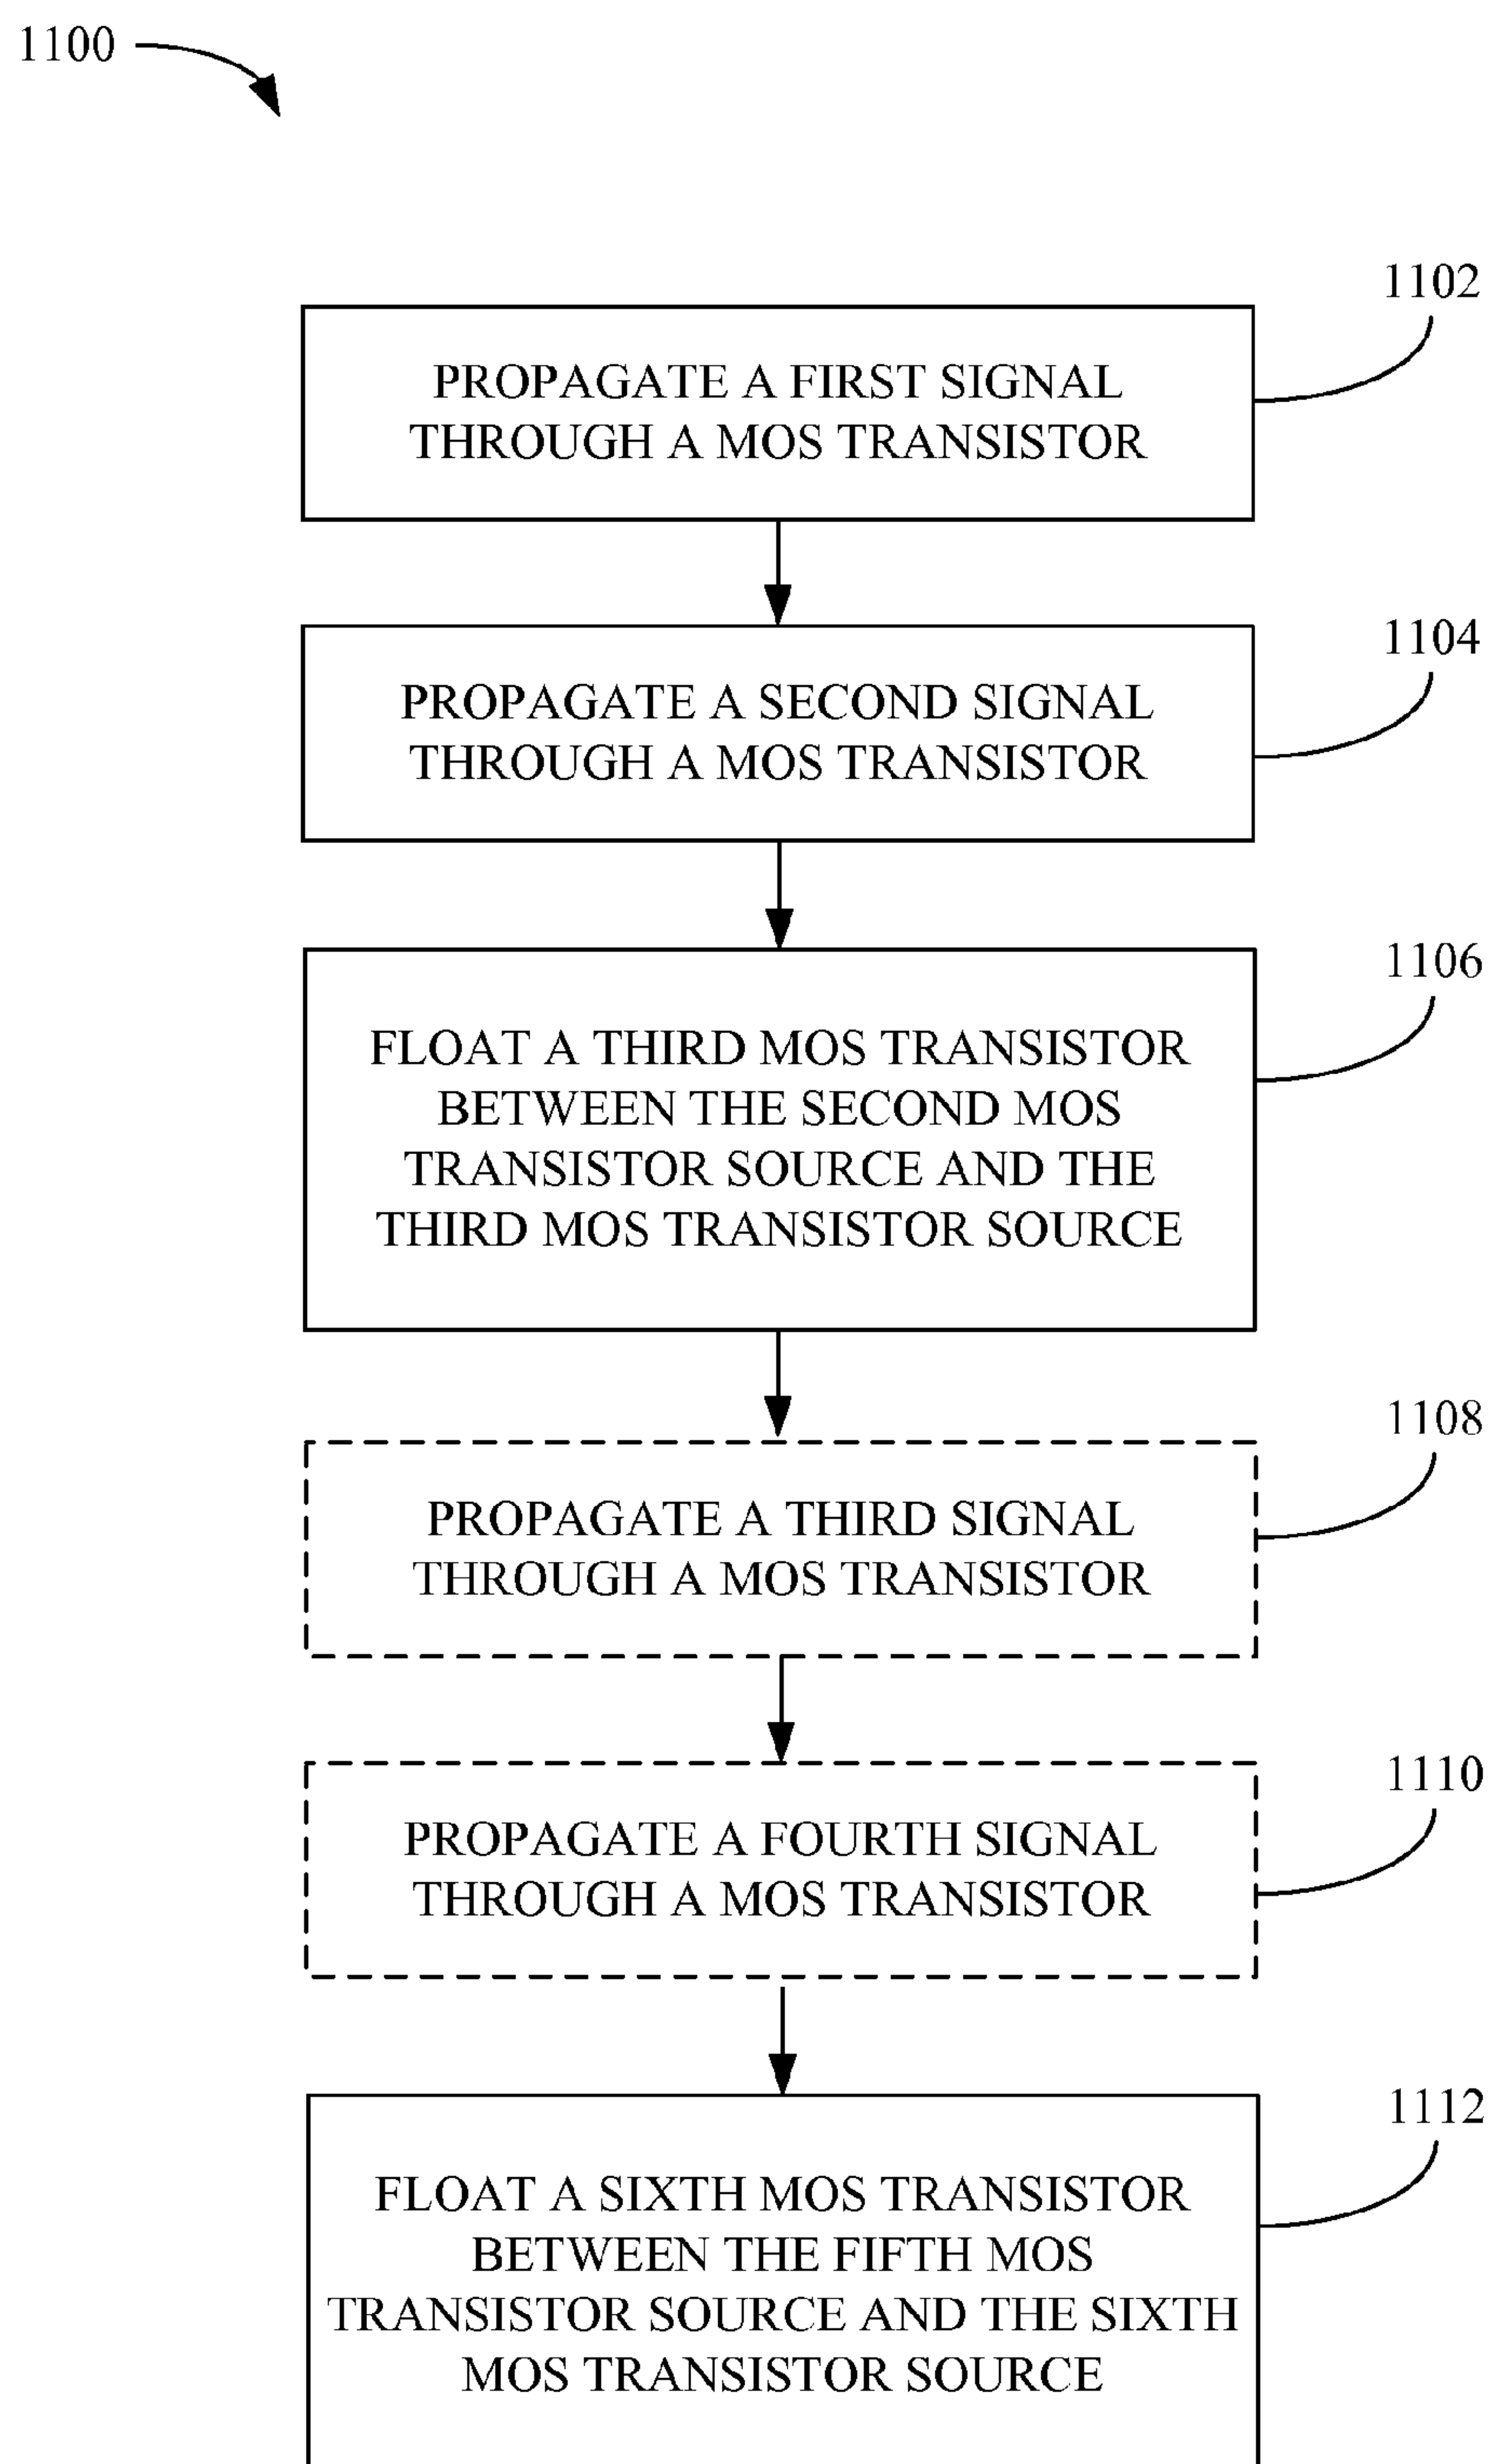 1100
1102
PROPAGATE A FIRST SIGNAL
THROUGH A MOS TRANSISTOR
1104
PROPAGATE A SECOND SIGNAL
THROUGH A MOS TRANSISTOR
1106
FLOAT A THIRD MOS TRANSISTOR
BETWEEN THE SECOND MOS
TRANSISTOR SOURCE AND THE
THIRD MOS TRANSISTOR SOURCE
1108
PROPAGATE A THIRD SIGNAL
THROUGH A MOS TRANSISTOR
1110
PROPAGATE A FOURTH SIGNAL
THROUGH A MOS TRANSISTOR
1112
FLOAT A SIXTH MOS TRANSISTOR
BETWEEN THE FIFTH MOS
TRANSISTOR SOURCE AND THE SIXTH
MOS TRANSISTOR SOURCE